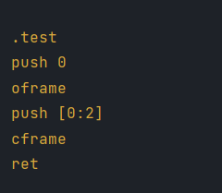 .test
push 0
oframe
push [0:2]
cframe
ret